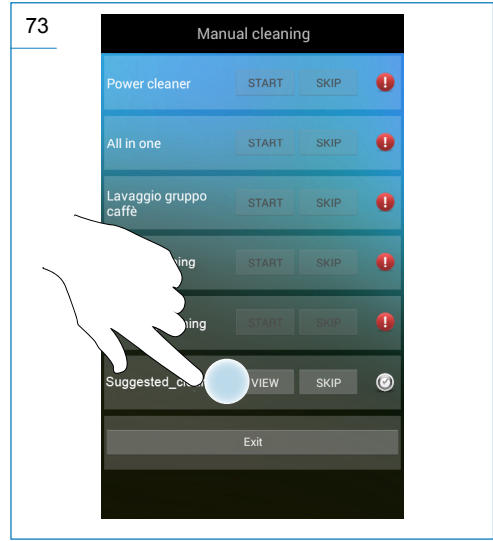 73
Manual cleaning
Power cleaner START SKIP
All in one START SKIP
Lavaggio gruppo
caffè START SKIP
START SKIP
START SKIP
VIEW SKIP
Exit